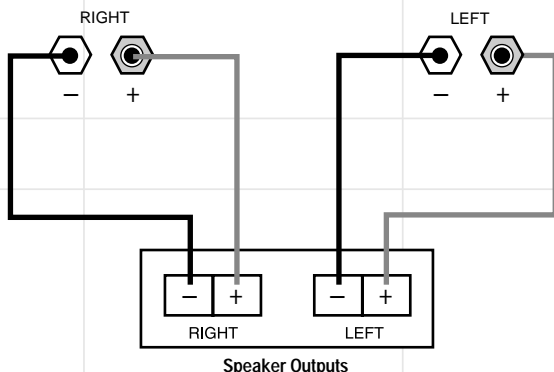 RIGHT LEFT
− + − +
− + − +
RIGHT LEFT
Speaker Outputs